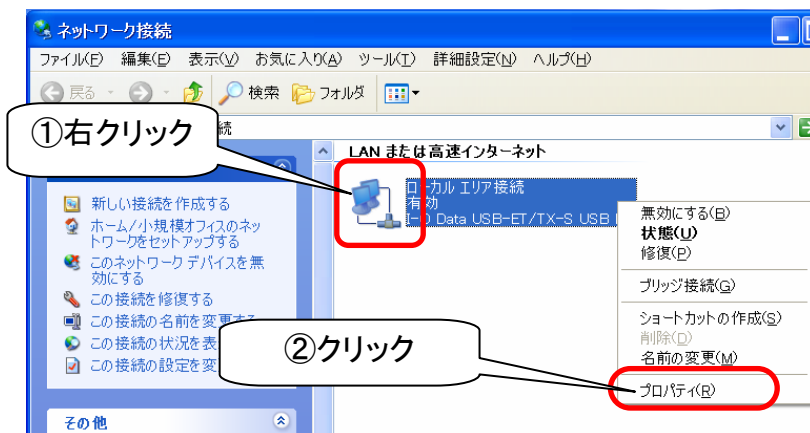 ネットワーク接続
ファイル(F) 編集(E) 表示(V) お気に入り(A) ツール(T) 詳細設定(N) ヘルプ(H)
戻る 検索 フォルダ
①右クリック
続
LAN または高速インターネット
ローカル エリア接続
有効
I-O Data USB-ET/TX-S USB
新しい接続を作成する
ホーム/小規模オフィスのネッ
トワークをセットアップする
このネットワーク デバイスを無
効にする
この接続を修復する
この接続の名前を変更する
この接続の状況を表
この接続の設定を変
その他
無効にする(B)
状態(U)
修復(P)
ブリッジ接続(G)
ショートカットの作成(S)
削除(D)
名前の変更(M)
プロパティ(R)
②クリック